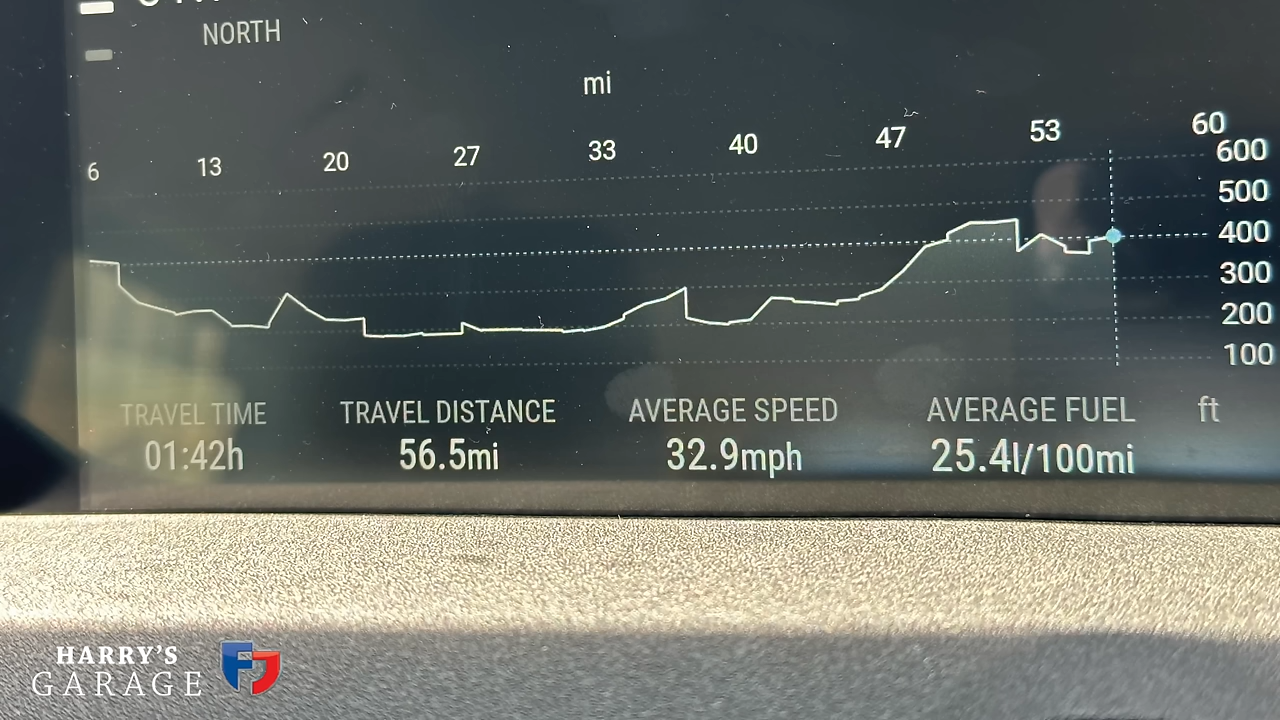 NORTH
mi
6 13 20 27 33 40 47 53 60
600
500
400
300
200
100
TRAVEL TIME TRAVEL DISTANCE AVERAGE SPEED AVERAGE FUEL ft
01:42h 56.5mi 32.9mph 25.4l/100mi
HARRY'S
GARAGE